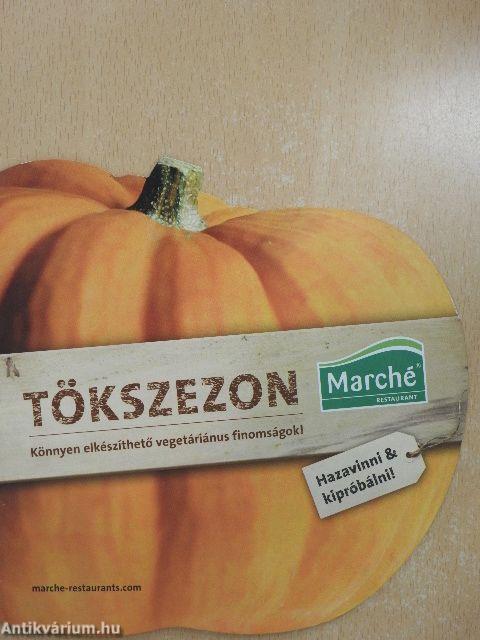 TÖKSZEZON
Könnyen elkészíthető vegetáriánus finomságok!
Marché®
RESTAURANT
Hazavinni &
kipróbálni!
marche-restaurants.com
Antikvárium.hu